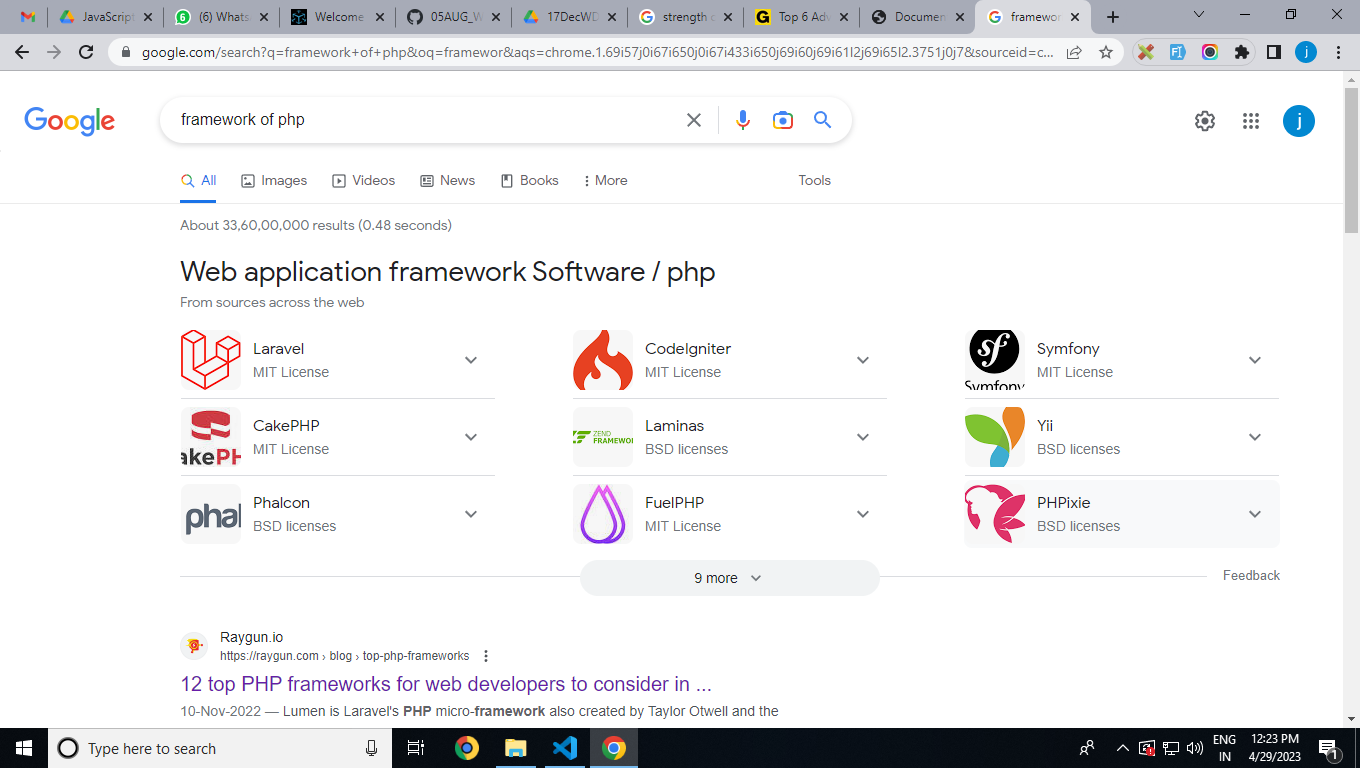 JavaScript
(6) Whats
Welcome
05AUG_W
17DecWD
strength c
Top 6 Adv
Documen
framewor
google.com/search?q=framework+of+php&oq=framewor&aqs=chrome.1.69i57j0i67i650j0i67i433i650j69i60j69i61l2j69i65l2.3751j0j7&sourceid=c...
j
Google
framework of php
j
All
Images
Videos
News
Books
More
Tools
About 33,60,00,000 results (0.48 seconds)
Web application framework Software / php
From sources across the web
Laravel
MIT License
CodeIgniter
MIT License
sf
Symfony
Symfony
MIT License
akePH
CakePHP
MIT License
ZEND
FRAMEWOR
Laminas
BSD licenses
Yii
BSD licenses
phal
Phalcon
BSD licenses
FuelPHP
MIT License
PHPixie
BSD licenses
9 more
Feedback
Raygun.io
https://raygun.com › blog › top-php-frameworks
12 top PHP frameworks for web developers to consider in ...
10-Nov-2022 — Lumen is Laravel's PHP micro-framework also created by Taylor Otwell and the
Type here to search
ENG
IN
12:23 PM
4/29/2023
1